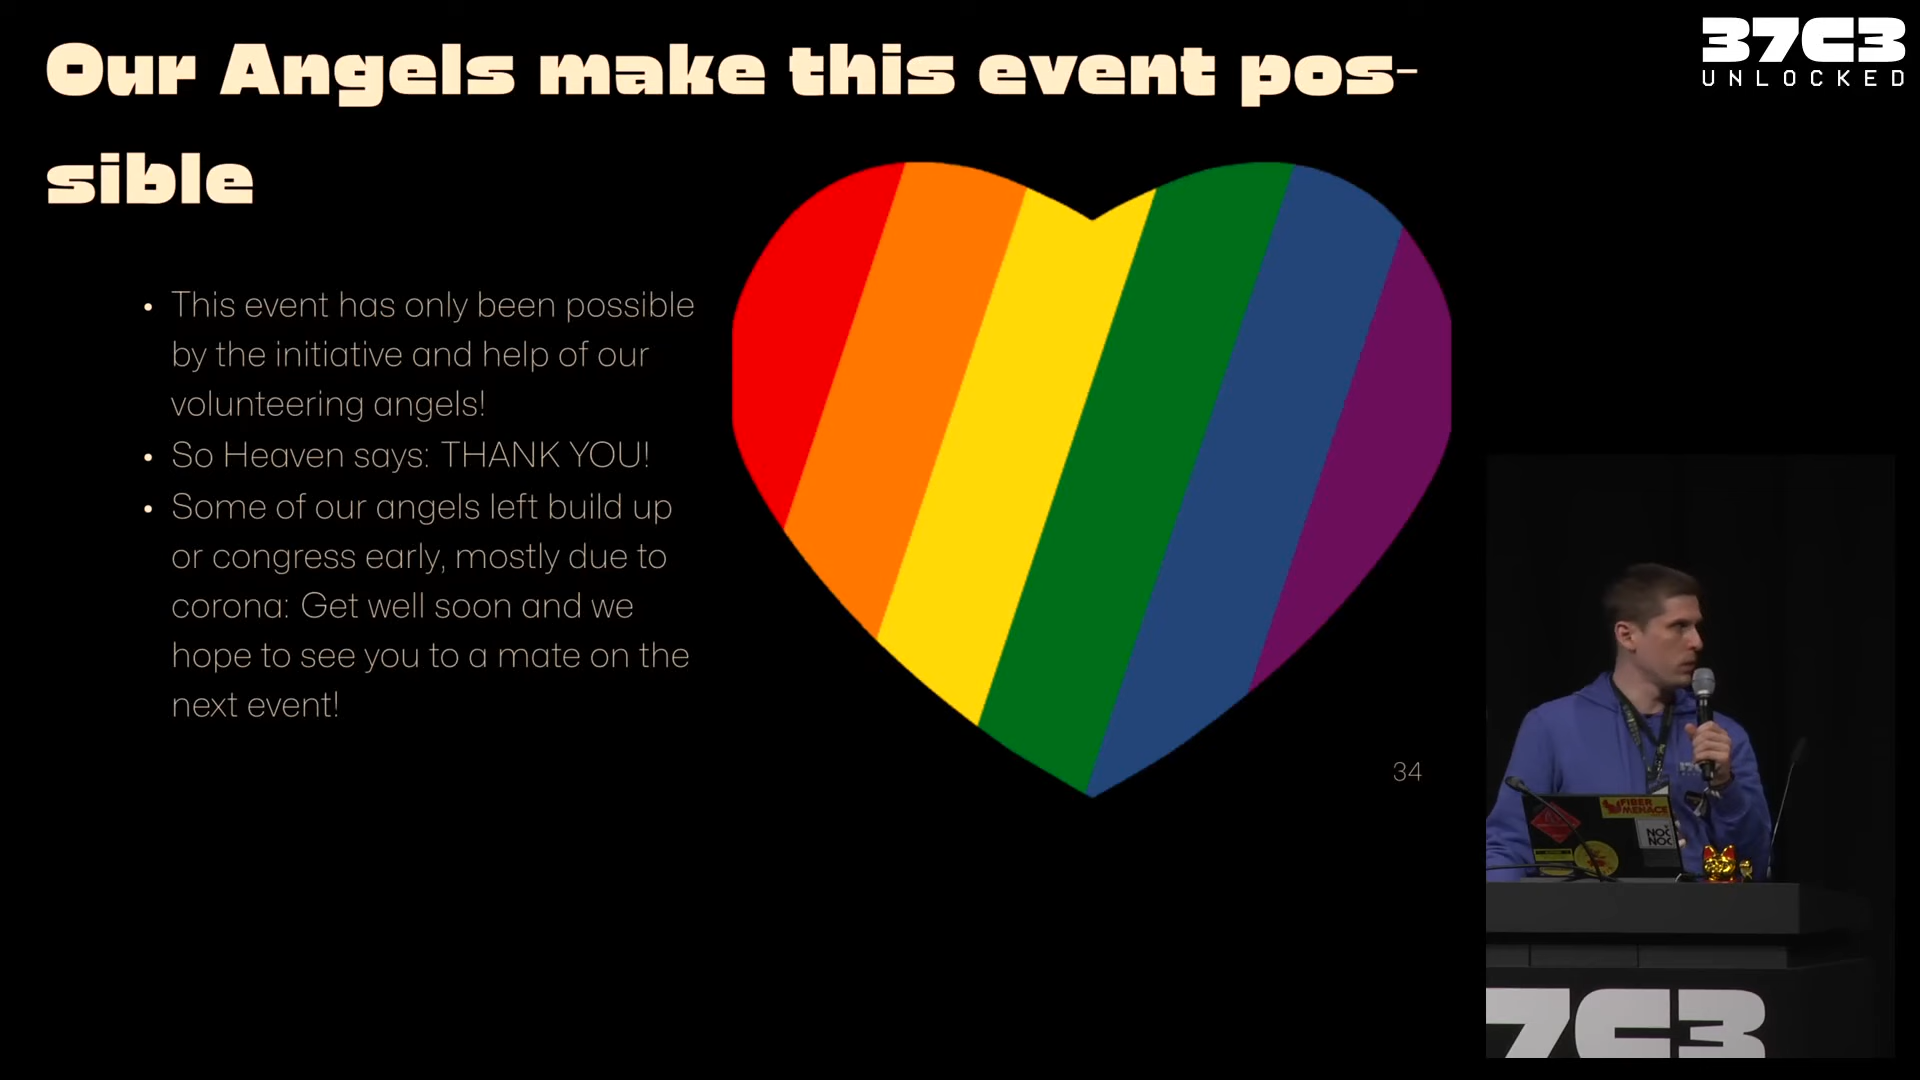 Our Angels make this event pos-
sible
37C3
UNLOCKED
• This event has only been possible
by the initiative and help of our
volunteering angels!
• So Heaven says: THANK YOU!
• Some of our angels left build up
or congress early, mostly due to
corona: Get well soon and we
hope to see you to a mate on the
next event!
34
FIBER
MENACE
7C3